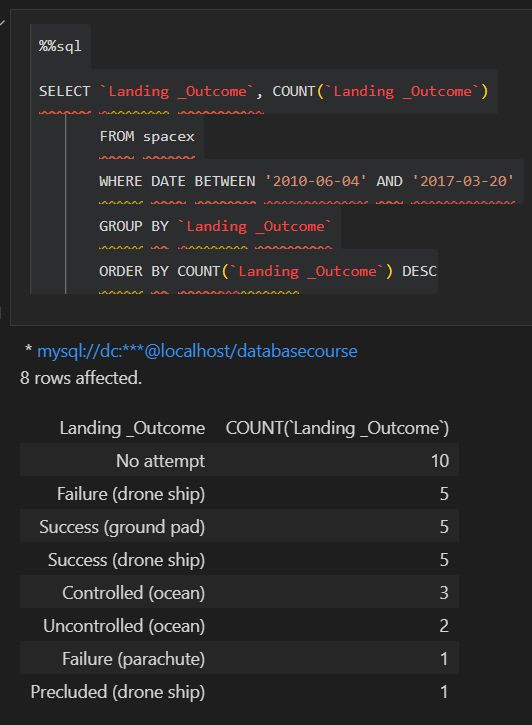 %%sql
SELECT `Landing _Outcome`, COUNT(`Landing _Outcome`)
FROM spacex
WHERE DATE BETWEEN '2010-06-04' AND '2017-03-20'
GROUP BY `Landing _Outcome`
ORDER BY COUNT(`Landing _Outcome`) DESC
* mysql://dc:***@localhost/databasecourse
8 rows affected.
Landing _Outcome COUNT(`Landing _Outcome`)
No attempt 10
Failure (drone ship) 5
Success (ground pad) 5
Success (drone ship) 5
Controlled (ocean) 3
Uncontrolled (ocean) 2
Failure (parachute) 1
Precluded (drone ship) 1